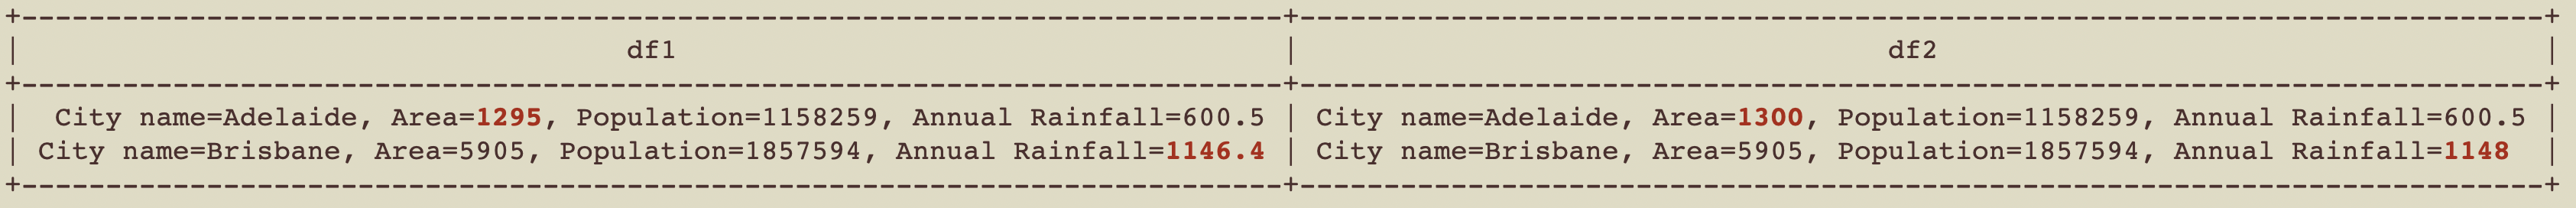 +---------------------------------------------------------------------------+--------------------------------------------------------------------------+
|                                    df1                                    |                                   df2                                    |
+---------------------------------------------------------------------------+--------------------------------------------------------------------------+
|  City name=Adelaide, Area=1295, Population=1158259, Annual Rainfall=600.5 | City name=Adelaide, Area=1300, Population=1158259, Annual Rainfall=600.5 |
| City name=Brisbane, Area=5905, Population=1857594, Annual Rainfall=1146.4 | City name=Brisbane, Area=5905, Population=1857594, Annual Rainfall=1148  |
+---------------------------------------------------------------------------+--------------------------------------------------------------------------+